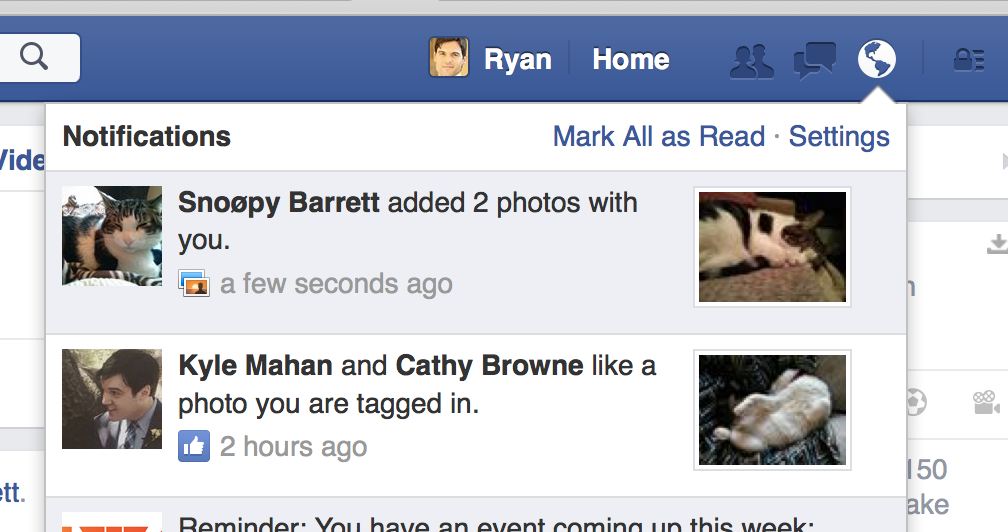 Ryan Home
Notifications
Mark All as Read · Settings
Snoøpy Barrett added 2 photos with
you.
a few seconds ago
Kyle Mahan and Cathy Browne like a
photo you are tagged in.
2 hours ago
Reminder: You have an event coming up this week:
Vide
ett.
150
ake